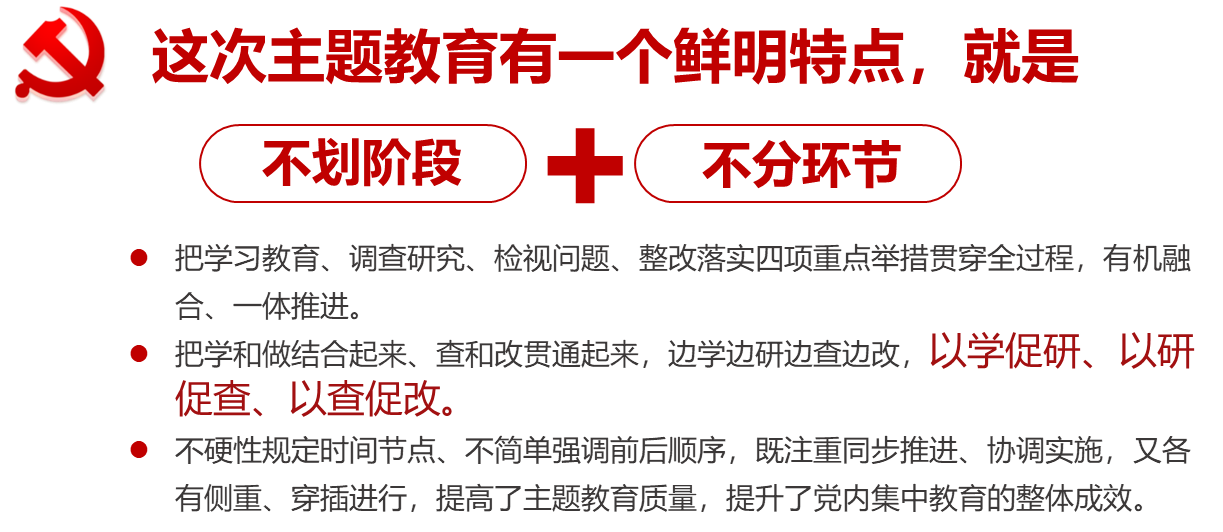 这次主题教育有一个鲜明特点，就是
不划阶段
不分环节
把学习教育、调查研究、检视问题、整改落实四项重点举措贯穿全过程，有机融
合、一体推进。
把学和做结合起来、查和改贯通起来，边学边研边查边改，以学促研、以研
促查、以查促改。
不硬性规定时间节点、不简单强调前后顺序，既注重同步推进、协调实施，又各
有侧重、穿插进行，提高了主题教育质量，提升了党内集中教育的整体成效。